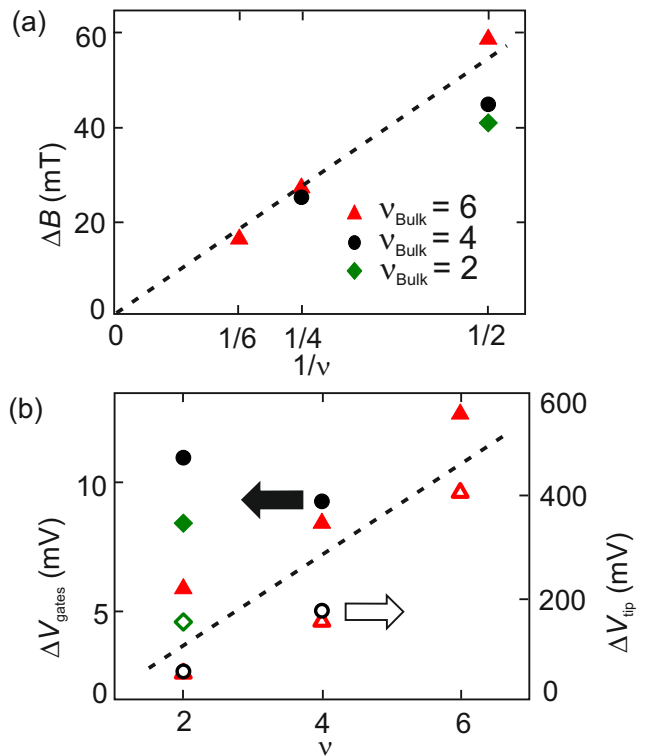 (a)
60
40
20
0
ΔB (mT)
ν_Bulk = 6
ν_Bulk = 4
ν_Bulk = 2
0
1/6
1/4
1/2
1/ν
(b)
10
5
0
ΔV_gates (mV)
600
400
200
0
ΔV_tip (mV)
2
4
6
ν